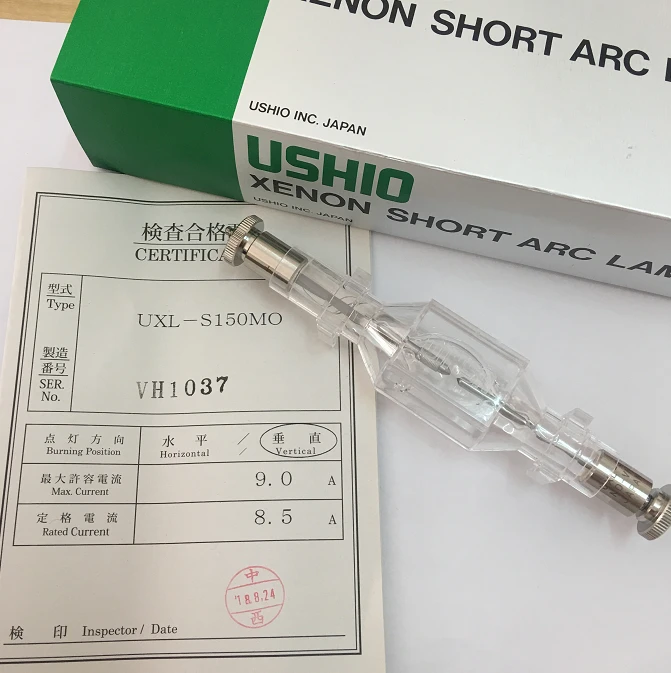 XENON SHORT ARC
USHIO INC. JAPAN
USHIO
XENON SHORT ARC LAM
USHIO INC. JAPAN
検査合格
CERTIFICA
型式
Type
UXL-S150MO
製造
番号
SER.
No.
VH1037
点灯方向 水平 / 垂直
Burning Position Horizontal / Vertical
最大許容電流 9.0 A
Max. Current
定格電流 8.5 A
Rated Current
中
'18.8.24
西
検 印 Inspector / Date